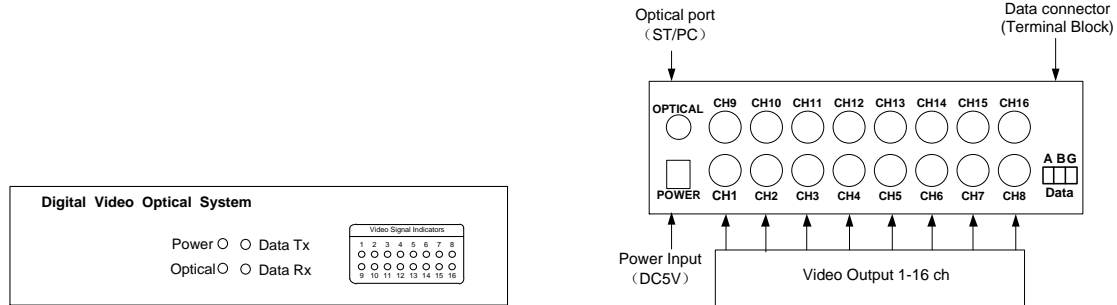 Digital Video Optical System
Power Data Tx
Optical Data Rx
Video Signal Indicators
1 2 3 4 5 6 7 8
9 10 11 12 13 14 15 16
Optical port
（ST/PC）
Data connector
(Terminal Block)
OPTICAL CH9 CH10 CH11 CH12 CH13 CH14 CH15 CH16
A B G
POWER CH1 CH2 CH3 CH4 CH5 CH6 CH7 CH8 Data
Power Input
（DC5V）
Video Output 1-16 ch